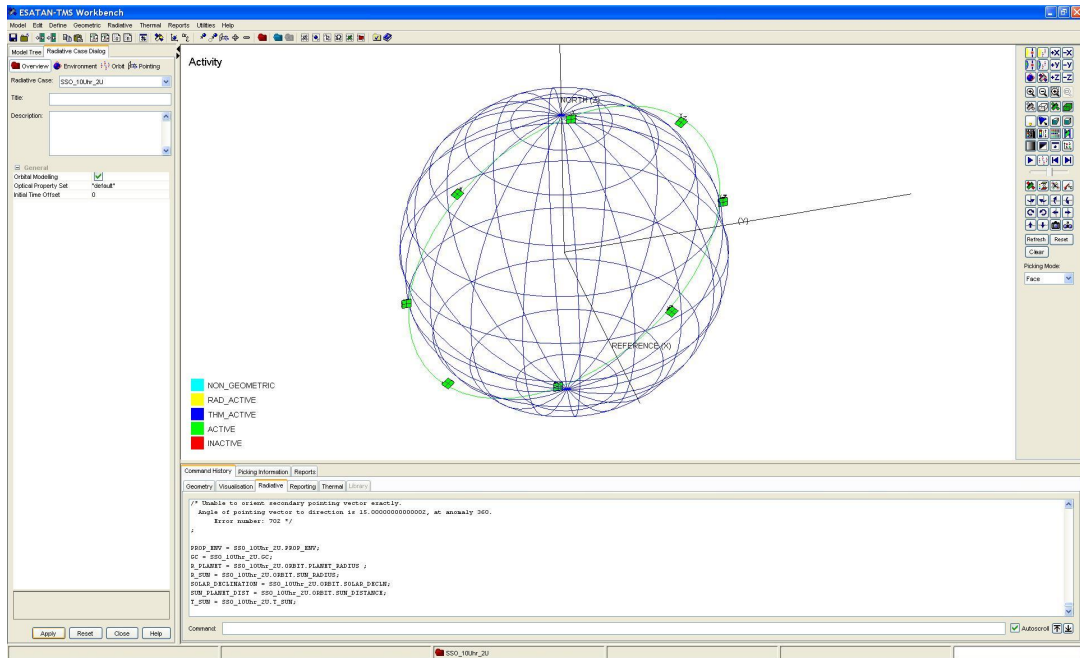 ESATAN-TMS Workbench
Model Edit Define Geometric Radiative Thermal Reports Utilities Help
Model Tree Radiative Case Dialog
Overview Environment Orbit Pointing
Radiative Case: SSO_10Uhr_2U
Title:
Description:
General
Orbital Modelling
Optical Property Set "default"
Initial Time Offset 0
Apply Reset Close Help
Activity
NORTH (Z)
(Y)
REFERENCE (X)
NON_GEOMETRIC
RAD_ACTIVE
THM_ACTIVE
ACTIVE
INACTIVE
+X -X
+Y -Y
+Z -Z
Refresh Reset
Clear
Picking Mode:
Face
Command History Picking Information Reports
Geometry Visualisation Radiative Reporting Thermal Library
/* Unable to orient secondary pointing vector exactly.
Angle of pointing vector to direction is 15.00000000000002, at anomaly 360.
Error number: 702 */
;
PROP_ENV = SSO_10Uhr_2U.PROP_ENV;
GC = SSO_10Uhr_2U.GC;
R_PLANET = SSO_10Uhr_2U.ORBIT.PLANET_RADIUS ;
R_SUN = SSO_10Uhr_2U.ORBIT.SUN_RADIUS;
SOLAR_DECLINATION = SSO_10Uhr_2U.ORBIT.SOLAR_DECLN;
SUN_PLANET_DIST = SSO_10Uhr_2U.ORBIT.SUN_DISTANCE;
T_SUN = SSO_10Uhr_2U.T_SUN;
Command: Autoscroll
SSO_10Uhr_2U